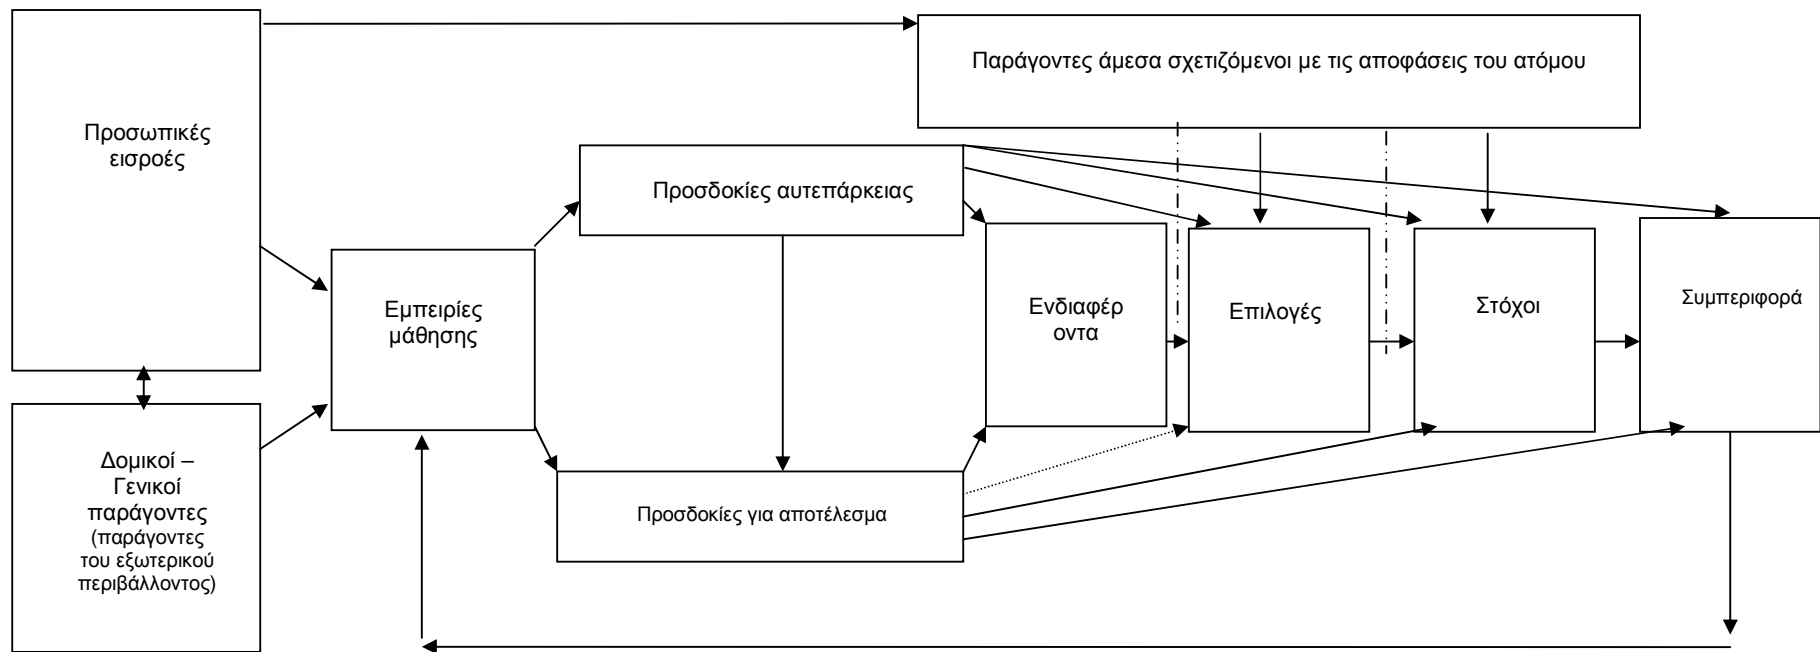 Παράγοντες άμεσα σχετιζόμενοι με τις αποφάσεις του ατόμου
Προσωπικές
εισροές
Προσδοκίες αυτεπάρκειας
Εμπειρίες
μάθησης
Ενδιαφέρ
οντα
Επιλογές
Στόχοι
Συμπεριφορά
Δομικοί –
Γενικοί
παράγοντες
(παράγοντες
του εξωτερικού
περιβάλλοντος)
Προσδοκίες για αποτέλεσμα